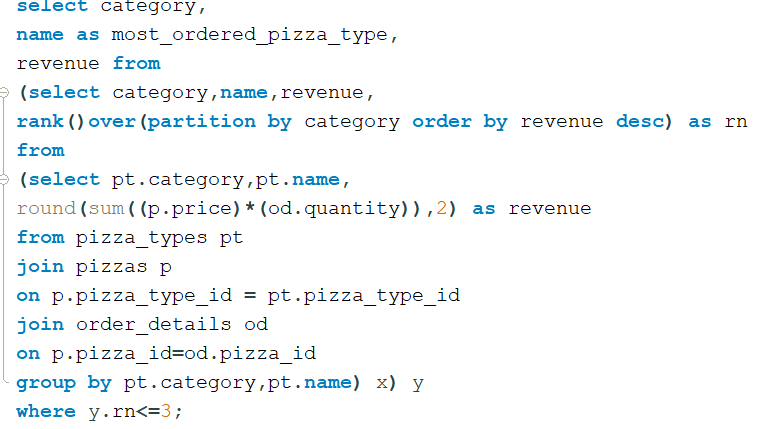 select category,
name as most_ordered_pizza_type,
revenue from
(select category,name,revenue,
rank()over(partition by category order by revenue desc) as rn
from
(select pt.category,pt.name,
round(sum((p.price)*(od.quantity)),2) as revenue
from pizza_types pt
join pizzas p
on p.pizza_type_id = pt.pizza_type_id
join order_details od
on p.pizza_id=od.pizza_id
group by pt.category,pt.name) x) y
where y.rn<=3;